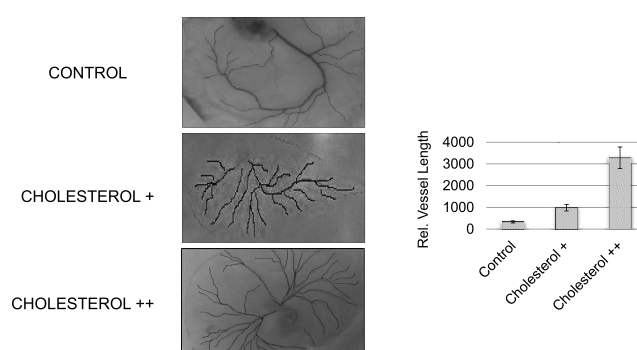 CONTROL
CHOLESTEROL +
CHOLESTEROL ++
Rel. Vessel Length
4000
3000
2000
1000
0
Control
Cholesterol +
Cholesterol ++